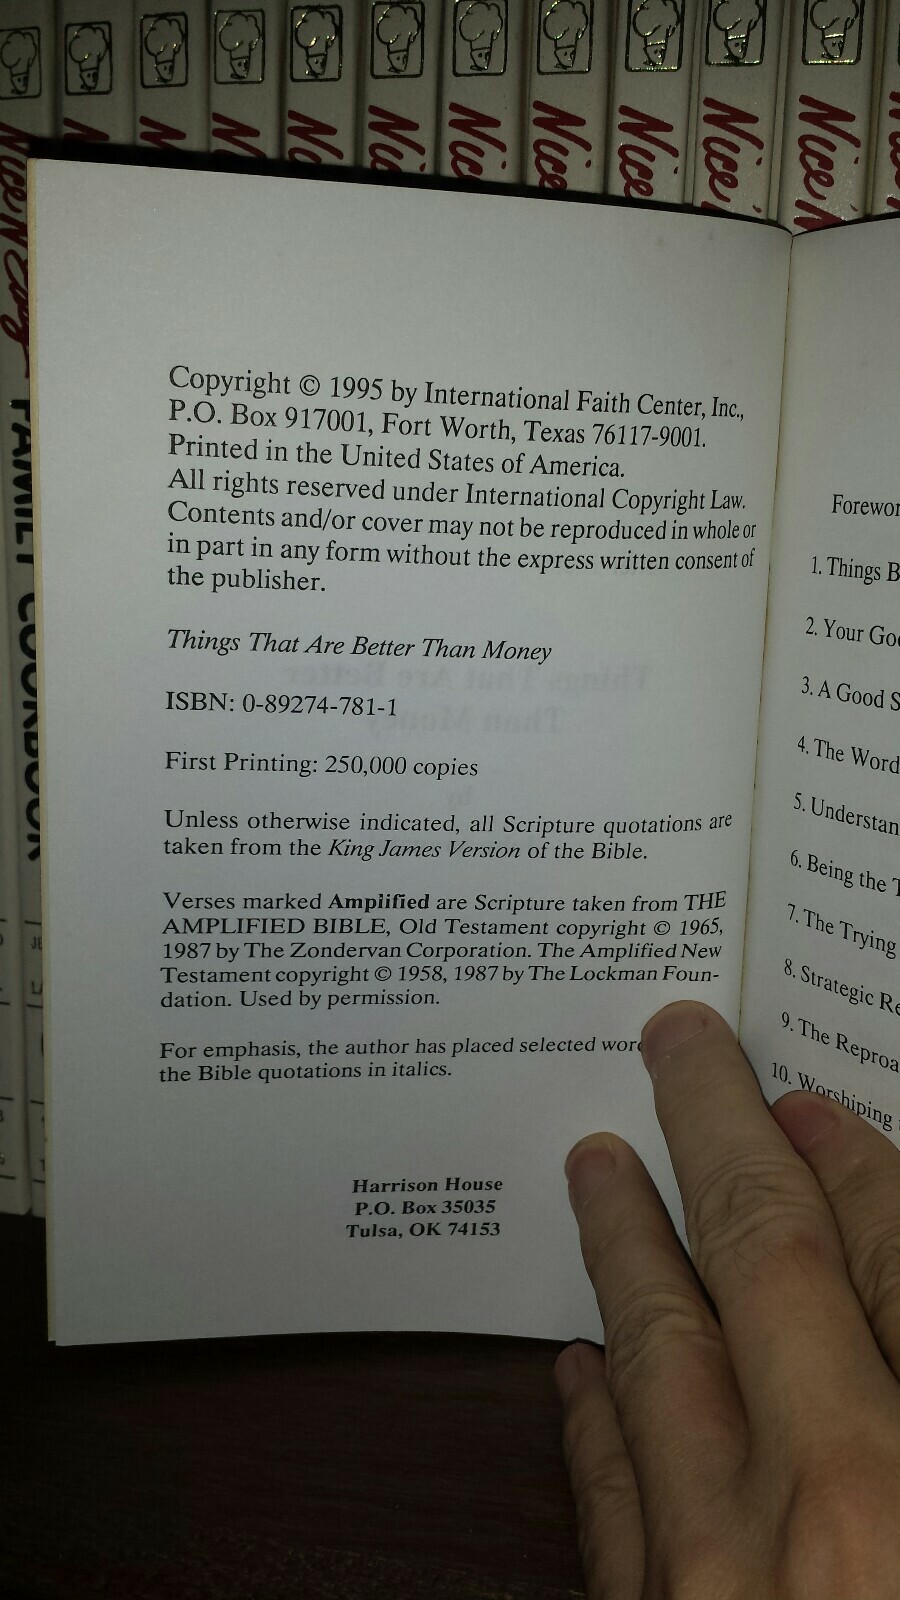 Nice
Nice
Nice
FAMILY COOKBOOK
Copyright © 1995 by International Faith Center, Inc.,
P.O. Box 917001, Fort Worth, Texas 76117-9001.
Printed in the United States of America.
All rights reserved under International Copyright Law.
Contents and/or cover may not be reproduced in whole or
in part in any form without the express written consent of
the publisher.
Things That Are Better Than Money
ISBN: 0-89274-781-1
First Printing: 250,000 copies
Unless otherwise indicated, all Scripture quotations are
taken from the King James Version of the Bible.
Verses marked Amplified are Scripture taken from THE
AMPLIFIED BIBLE, Old Testament copyright © 1965,
1987 by The Zondervan Corporation. The Amplified New
Testament copyright © 1958, 1987 by The Lockman Foun-
dation. Used by permission.
For emphasis, the author has placed selected
the Bible quotations in italics.
Harrison House
P.O. Box 35035
Tulsa, OK 74153
1. Things
2. Your
3. A Good
4. The
5.
6. Being the
7. The Trying
8. Strategic
9. The
10. Worshiping